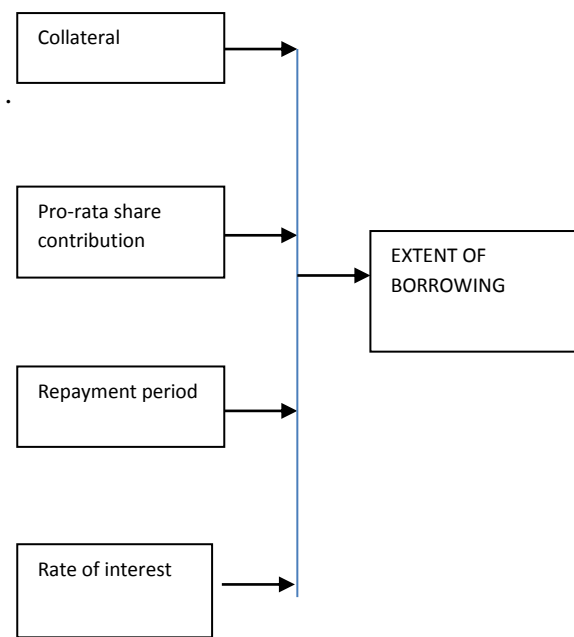 Collateral
.
Pro-rata share
contribution
EXTENT OF
BORROWING
Repayment period
Rate of interest